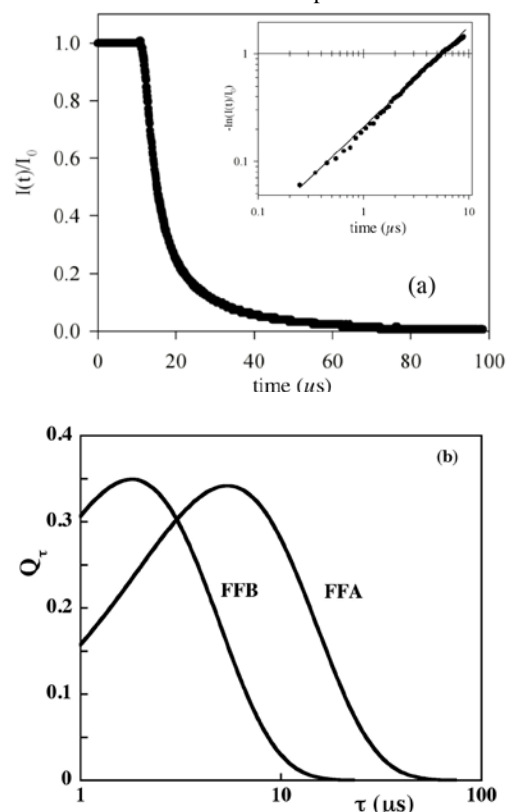 1.0
0.8
0.6
0.4
0.2
0.0
I(t)/I₀
0 20 40 60 80 100
time (µs)
(a)
1
0.1
-ln(I(t)/I₀)
0.1 1 10
time (µs)
(b)
0.4
0.3
0.2
0.1
0
Qτ
FFB FFA
1 10 100
τ (µs)